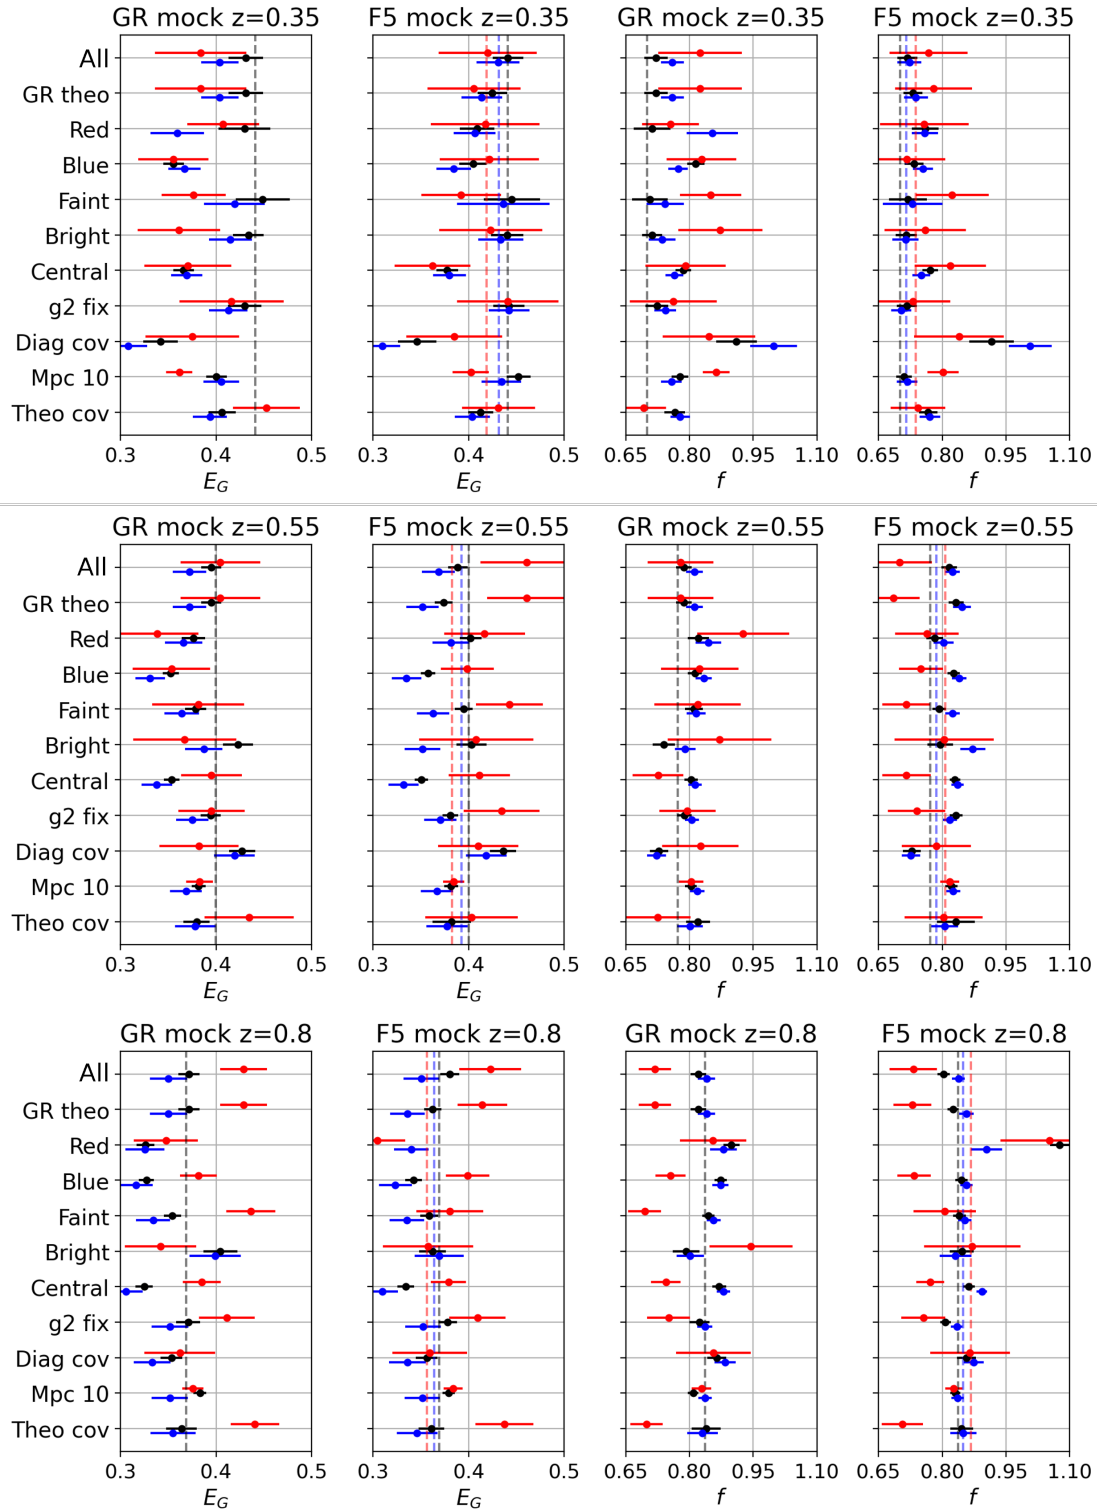 GR mock z=0.35 F5 mock z=0.35 GR mock z=0.35 F5 mock z=0.35
All
GR theo
Red
Blue
Faint
Bright
Central
g2 fix
Diag cov
Mpc 10
Theo cov
0.3 0.4 0.5 0.3 0.4 0.5 0.65 0.80 0.95 1.10 0.65 0.80 0.95 1.10
E_G E_G f f
GR mock z=0.55 F5 mock z=0.55 GR mock z=0.55 F5 mock z=0.55
All
GR theo
Red
Blue
Faint
Bright
Central
g2 fix
Diag cov
Mpc 10
Theo cov
0.3 0.4 0.5 0.3 0.4 0.5 0.65 0.80 0.95 1.10 0.65 0.80 0.95 1.10
E_G E_G f f
GR mock z=0.8 F5 mock z=0.8 GR mock z=0.8 F5 mock z=0.8
All
GR theo
Red
Blue
Faint
Bright
Central
g2 fix
Diag cov
Mpc 10
Theo cov
0.3 0.4 0.5 0.3 0.4 0.5 0.65 0.80 0.95 1.10 0.65 0.80 0.95 1.10
E_G E_G f f